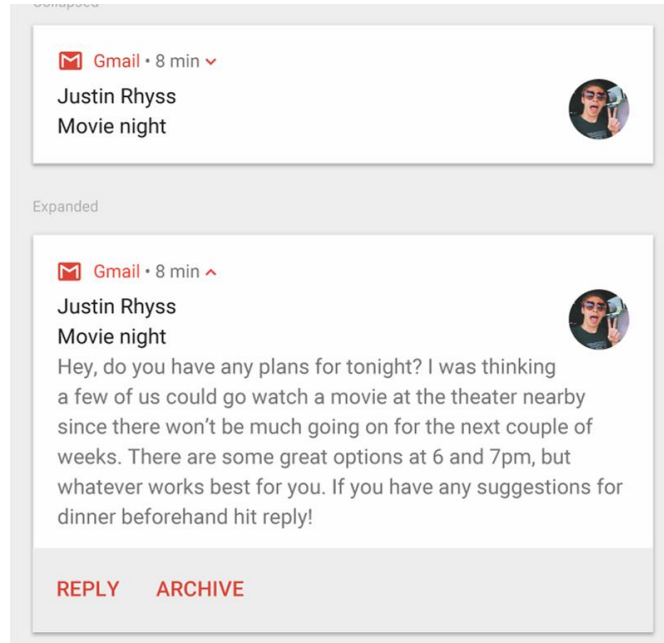 Collapsed
Gmail • 8 min
Justin Rhyss
Movie night
Expanded
Gmail • 8 min
Justin Rhyss
Movie night
Hey, do you have any plans for tonight? I was thinking
a few of us could go watch a movie at the theater nearby
since there won’t be much going on for the next couple of
weeks. There are some great options at 6 and 7pm, but
whatever works best for you. If you have any suggestions for
dinner beforehand hit reply!
REPLY ARCHIVE